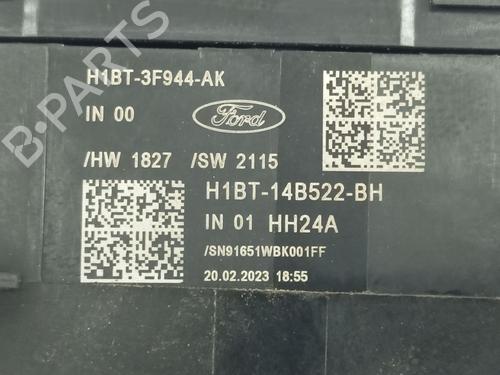 H1BT-3F944-AK
IN 00
Ford
/HW 1827 /SW 2115
H1BT-14B522-BH
IN 01 HH24A
/SN91651WBK001FF
20.02.2023 18:55
B-PARTS